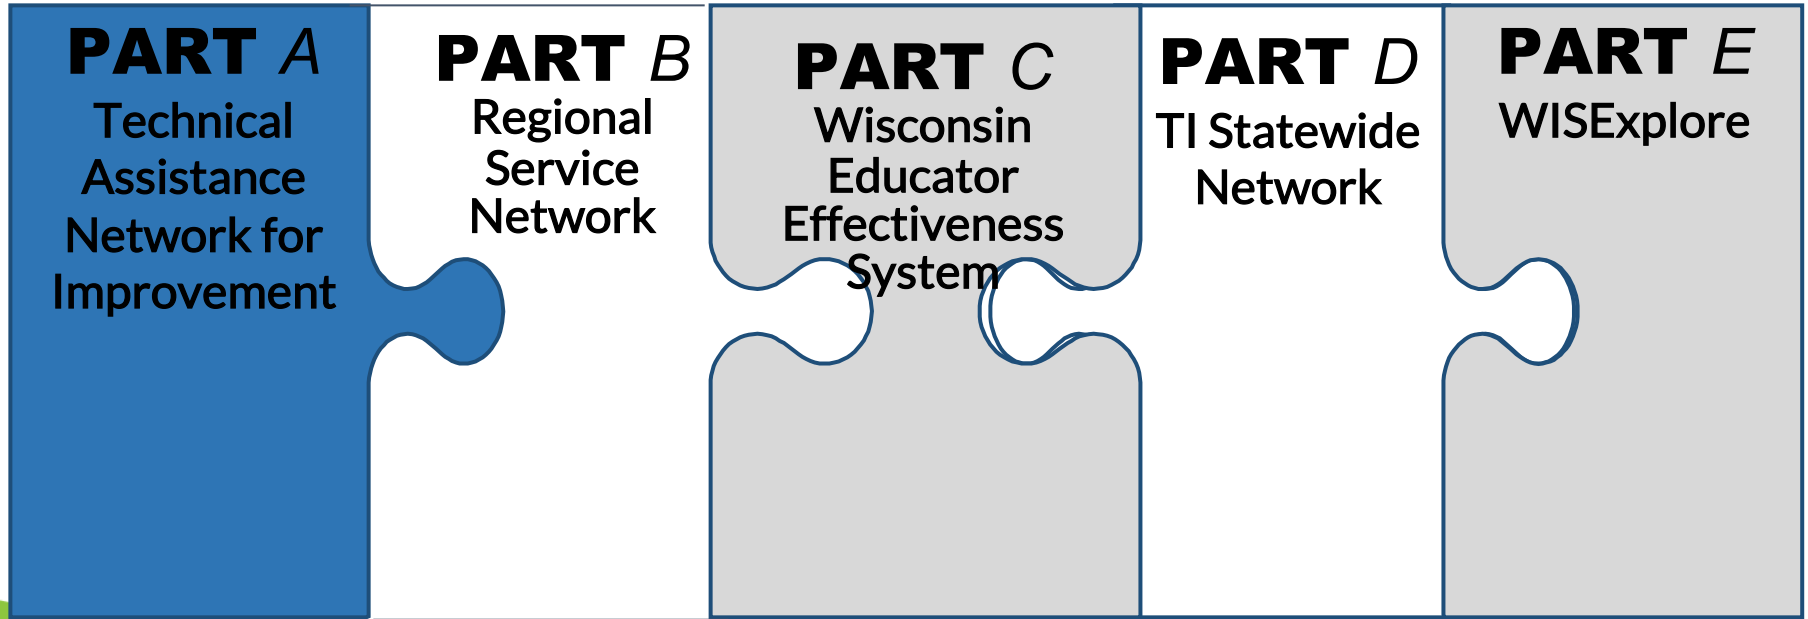 PART A
Technical
Assistance
Network for
Improvement
PART B
Regional
Service
Network
PART C
Wisconsin
Educator
Effectiveness
System
PART D
TI Statewide
Network
PART E
WISExplore